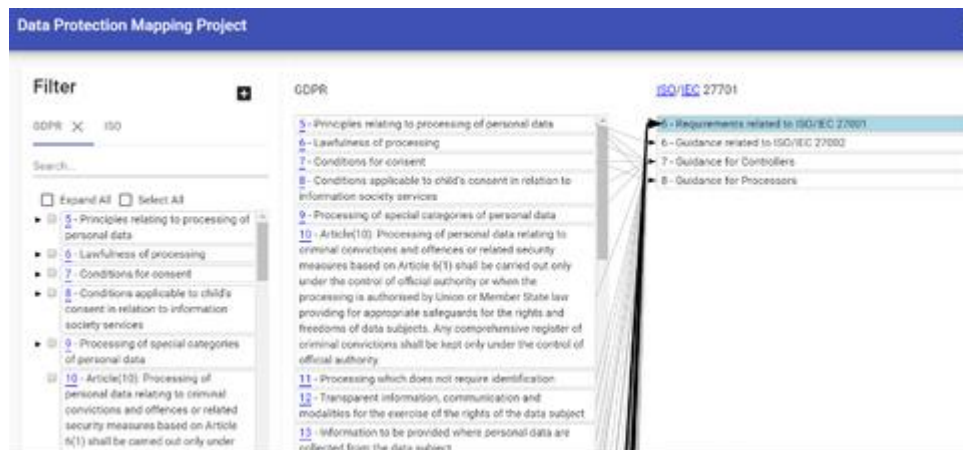 Data Protection Mapping Project
Filter
GDPR
ISO
Search...
Expand All
Select All
5 - Principles relating to processing of
personal data
6 - Lawfulness of processing
7 - Conditions for consent
8 - Conditions applicable to child's
consent in relation to information
society services
9 - Processing of special categories
of personal data
10 - Article(10): Processing of
personal data relating to criminal
convictions and offences or related
security measures based on Article
6(1) shall be carried out only under
GDPR
5 - Principles relating to processing of personal data
6 - Lawfulness of processing
7 - Conditions for consent
8 - Conditions applicable to child's consent in relation to
information society services
9 - Processing of special categories of personal data
10 - Article(10): Processing of personal data relating to
criminal convictions and offences or related security
measures based on Article 6(1) shall be carried out only
under the control of official authority or when the
processing is authorised by Union or Member State law
providing for appropriate safeguards for the rights and
freedoms of data subjects. Any comprehensive register of
criminal convictions shall be kept only under the control of
official authority.
11 - Processing which does not require identification
12 - Transparent information, communication and
modalities for the exercise of the rights of the data subject
13 - Information to be provided where personal data are
collected from the data subject
ISO/IEC 27701
- Requirements related to ISO/IEC 27001
6 - Guidance related to ISO/IEC 27002
7 - Guidance for Controllers
8 - Guidance for Processors